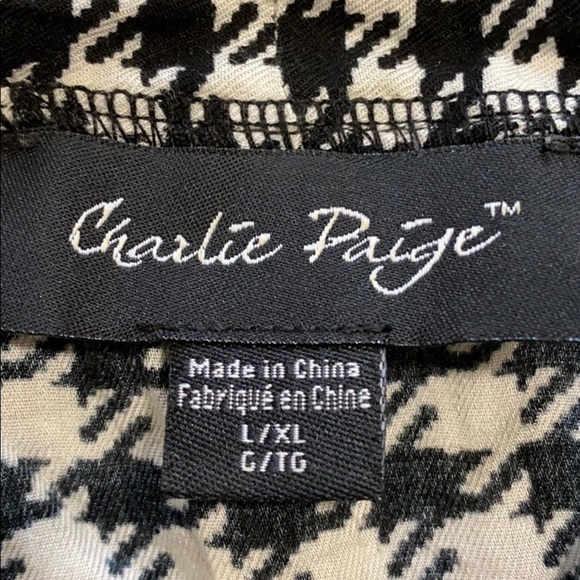 Charlie Paige™
Made in China
Fabriqué en Chine
L/XL
G/TG